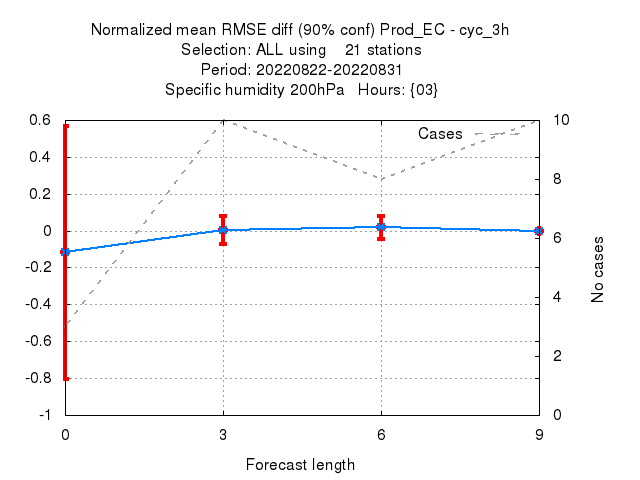 Normalized mean RMSE diff (90% conf) Prod_EC - cyc_3h
Selection: ALL using 21 stations
Period: 20220822-20220831
Specific humidity 200hPa Hours: {03}
Cases
0.6
0.4
0.2
0
-0.2
-0.4
-0.6
-0.8
-1
10
8
6
4
2
0
No cases
0 3 6 9
Forecast length